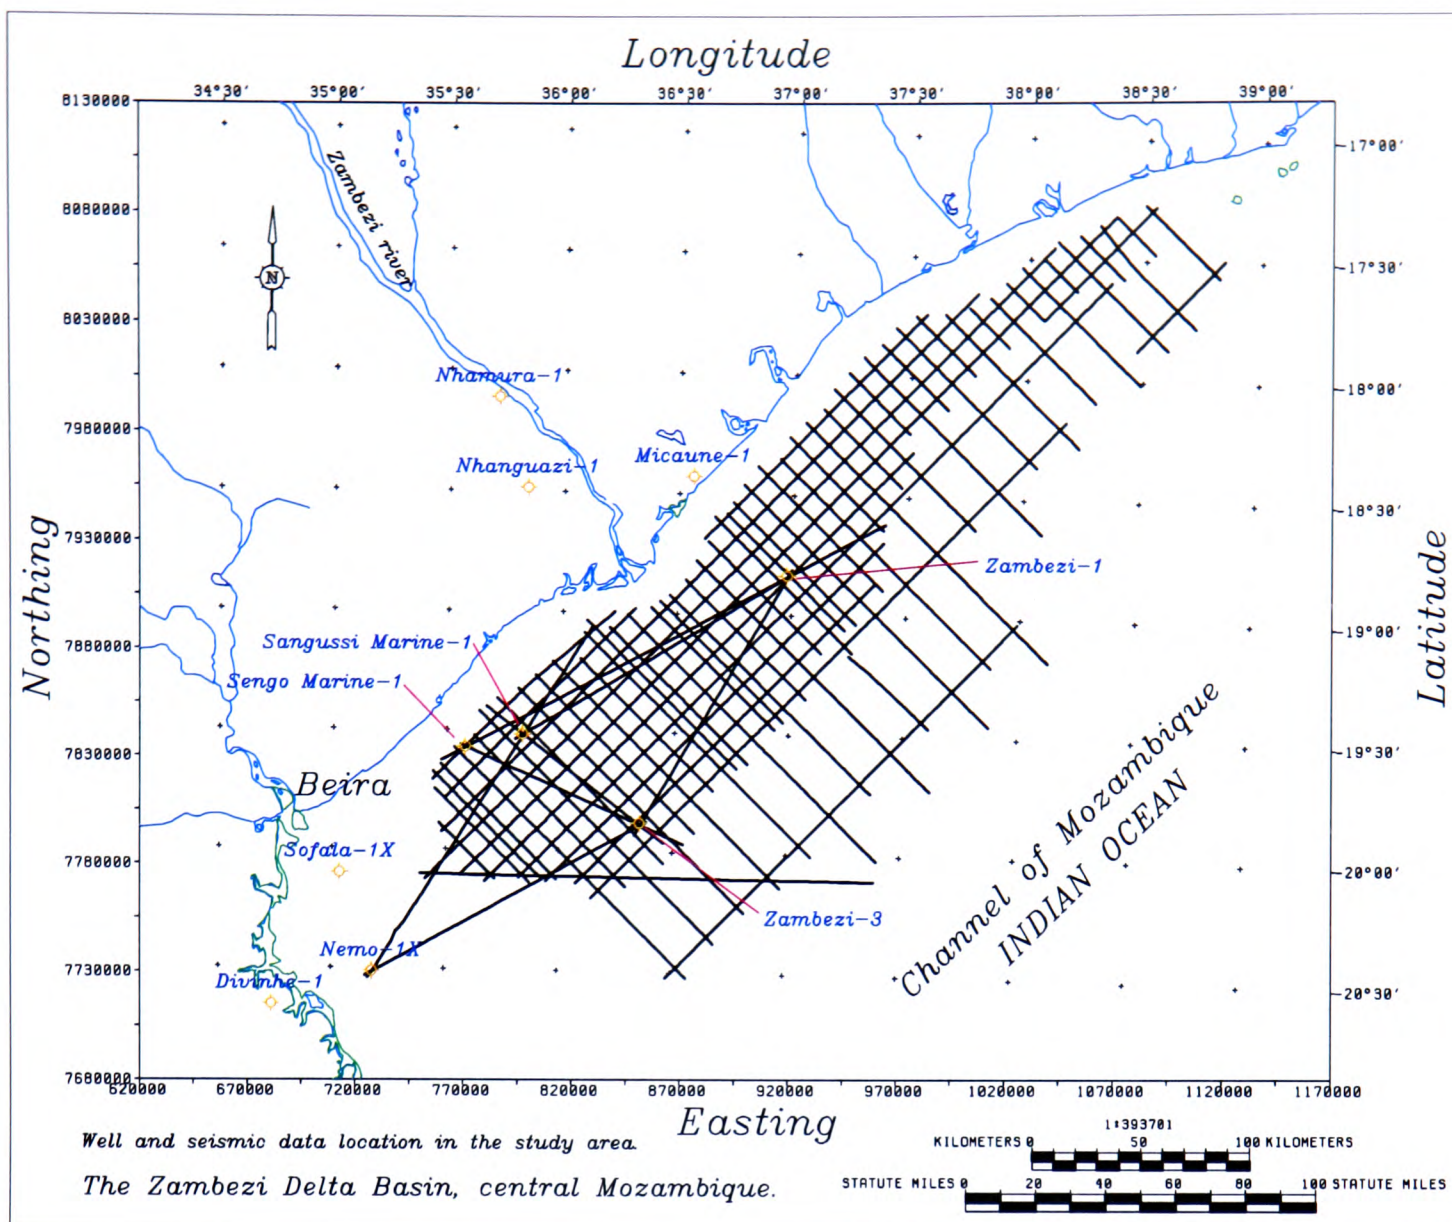 Longitude
34°30' 35°00' 35°30' 36°00' 36°30' 37°00' 37°30' 38°00' 38°30' 39°00'
8130000
8080000
8030000
7980000
7930000
7880000
7830000
7780000
7730000
7680000
Northing
-17°00'
-17°30'
-18°00'
-18°30'
-19°00'
-19°30'
-20°00'
-20°30'
Latitude
Zambezi river
N
Nhamura-1
Nhanguazi-1
Micaune-1
Zambezi-1
Sangussi Marine-1
Sengo Marine-1
Beira
Sofala-1X
Zambezi-3
Nemo-1X
Divinhe-1
Channel of Mozambique
INDIAN OCEAN
620000 670000 720000 770000 820000 870000 920000 970000 1020000 1070000 1120000 1170000
Easting
Well and seismic data location in the study area.
The Zambezi Delta Basin, central Mozambique.
1:393701
KILOMETERS 0 50 100 KILOMETERS
STATUTE MILES 0 20 40 60 80 100 STATUTE MILES